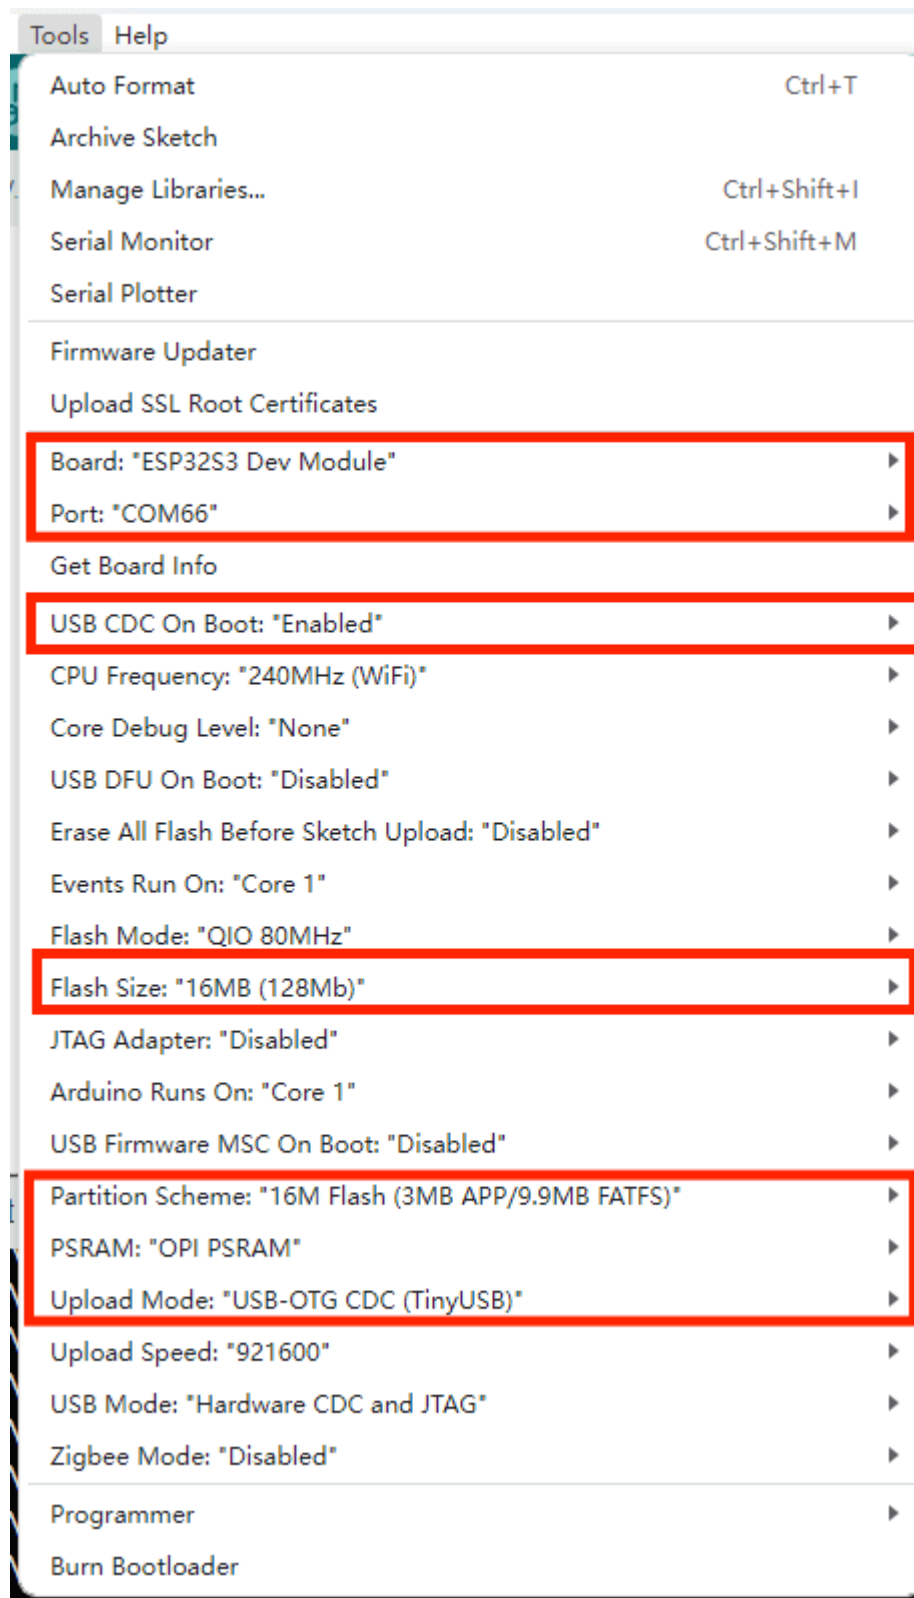 Tools Help
Auto Format Ctrl+T
Archive Sketch
Manage Libraries... Ctrl+Shift+I
Serial Monitor Ctrl+Shift+M
Serial Plotter
Firmware Updater
Upload SSL Root Certificates
Board: "ESP32S3 Dev Module"
Port: "COM66"
Get Board Info
USB CDC On Boot: "Enabled"
CPU Frequency: "240MHz (WiFi)"
Core Debug Level: "None"
USB DFU On Boot: "Disabled"
Erase All Flash Before Sketch Upload: "Disabled"
Events Run On: "Core 1"
Flash Mode: "QIO 80MHz"
Flash Size: "16MB (128Mb)"
JTAG Adapter: "Disabled"
Arduino Runs On: "Core 1"
USB Firmware MSC On Boot: "Disabled"
Partition Scheme: "16M Flash (3MB APP/9.9MB FATFS)"
PSRAM: "OPI PSRAM"
Upload Mode: "USB-OTG CDC (TinyUSB)"
Upload Speed: "921600"
USB Mode: "Hardware CDC and JTAG"
Zigbee Mode: "Disabled"
Programmer
Burn Bootloader